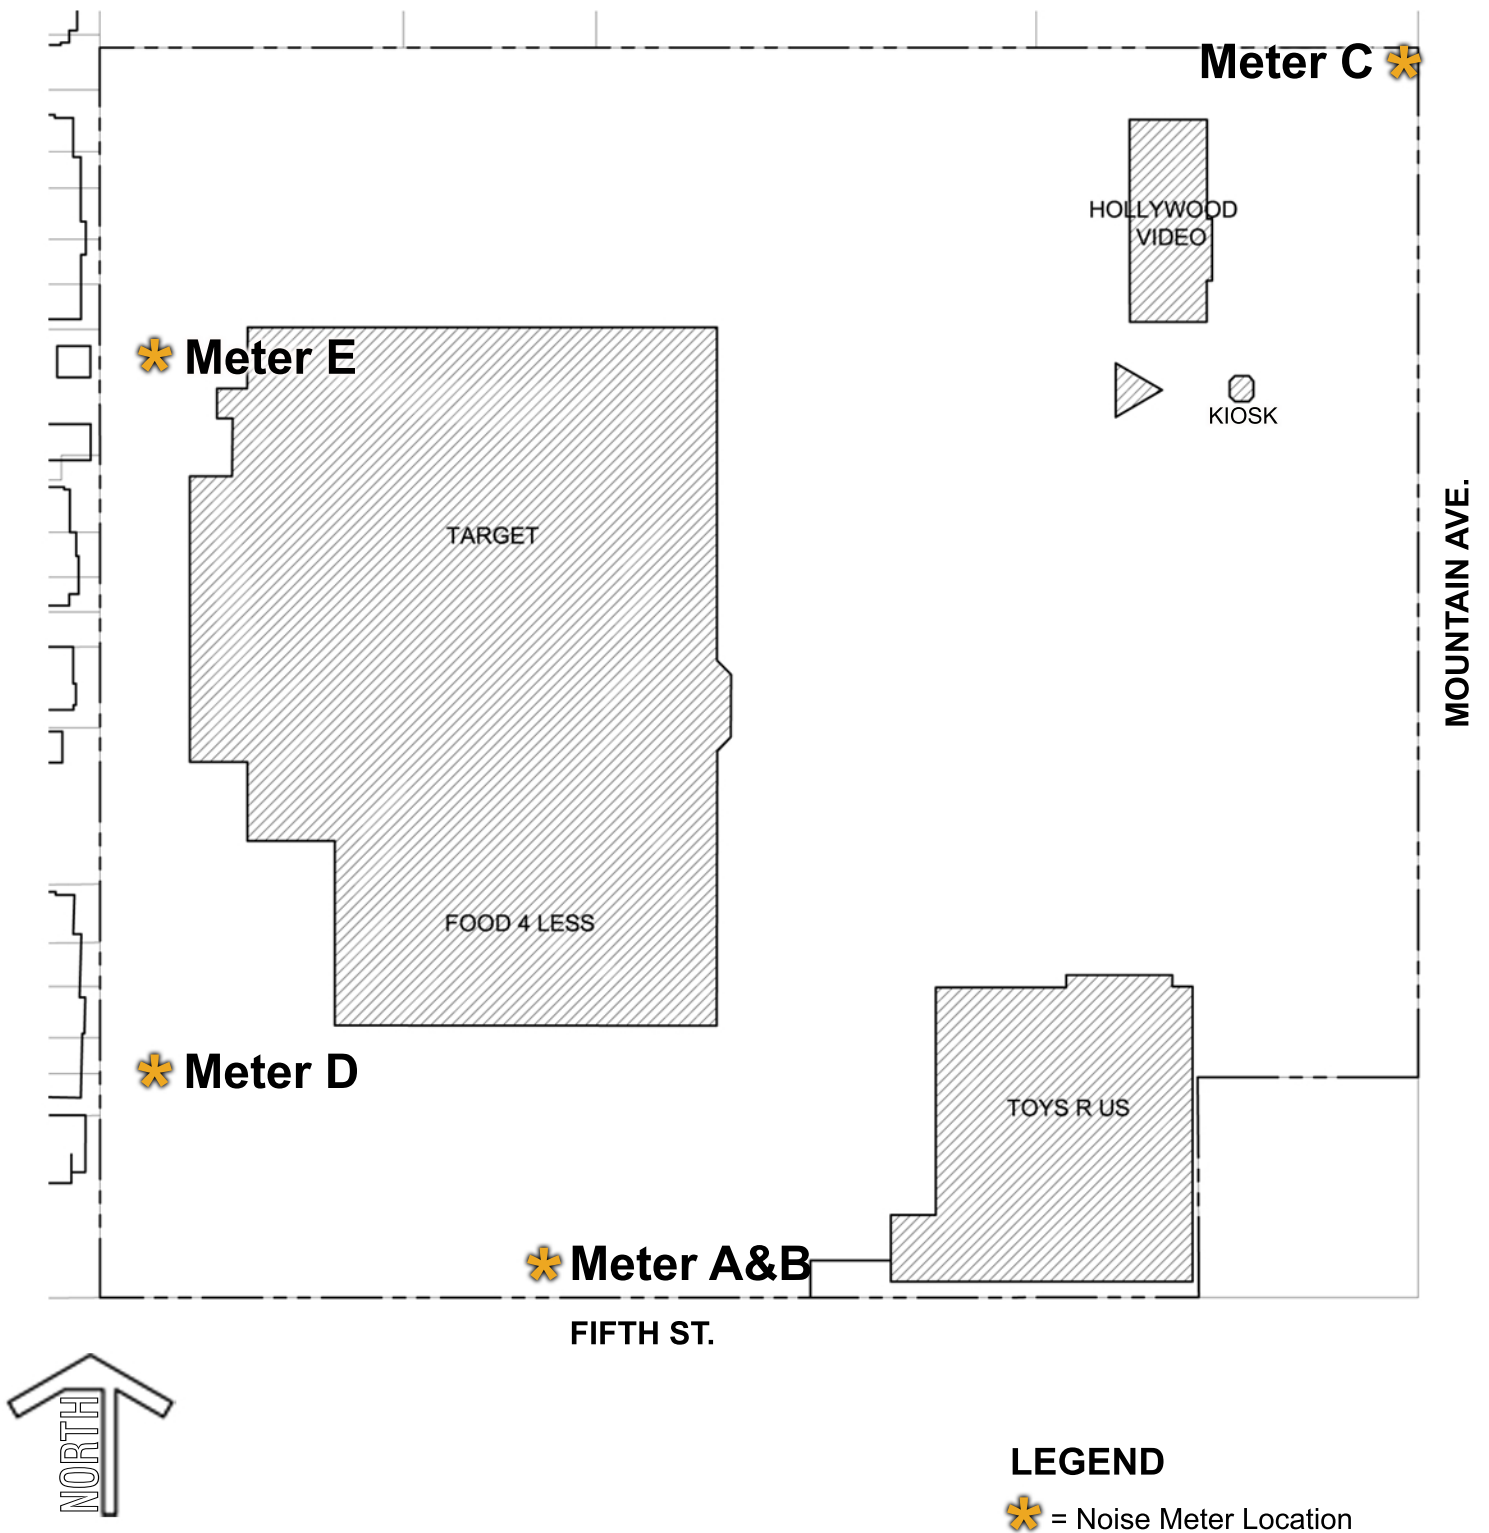 Meter C
HOLLYWOOD
VIDEO
Meter E
KIOSK
TARGET
MOUNTAIN AVE.
FOOD 4 LESS
Meter D
TOYS R US
Meter A&B
FIFTH ST.
NORTH
LEGEND
= Noise Meter Location